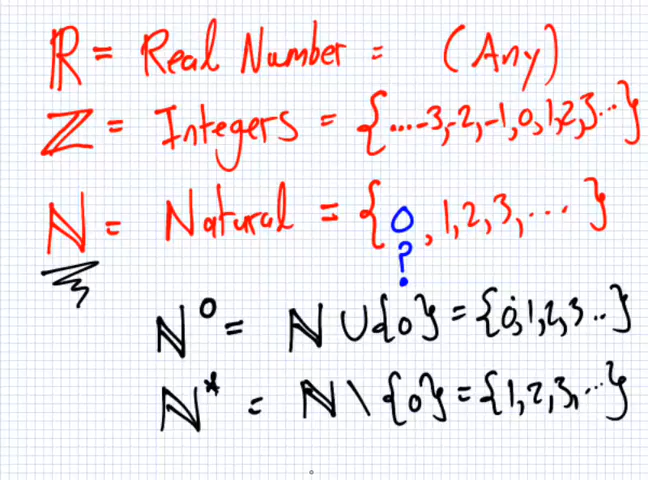 ℝ = Real Number = (Any)
ℤ = Integers = {...-3,-2,-1,0,1,2,3...}
ℕ = Natural = {0,1,2,3,...}
?
ℕ⁰ = ℕ ∪ {0} = {0,1,2,3..}
ℕ* = ℕ \ {0} = {1,2,3,...}